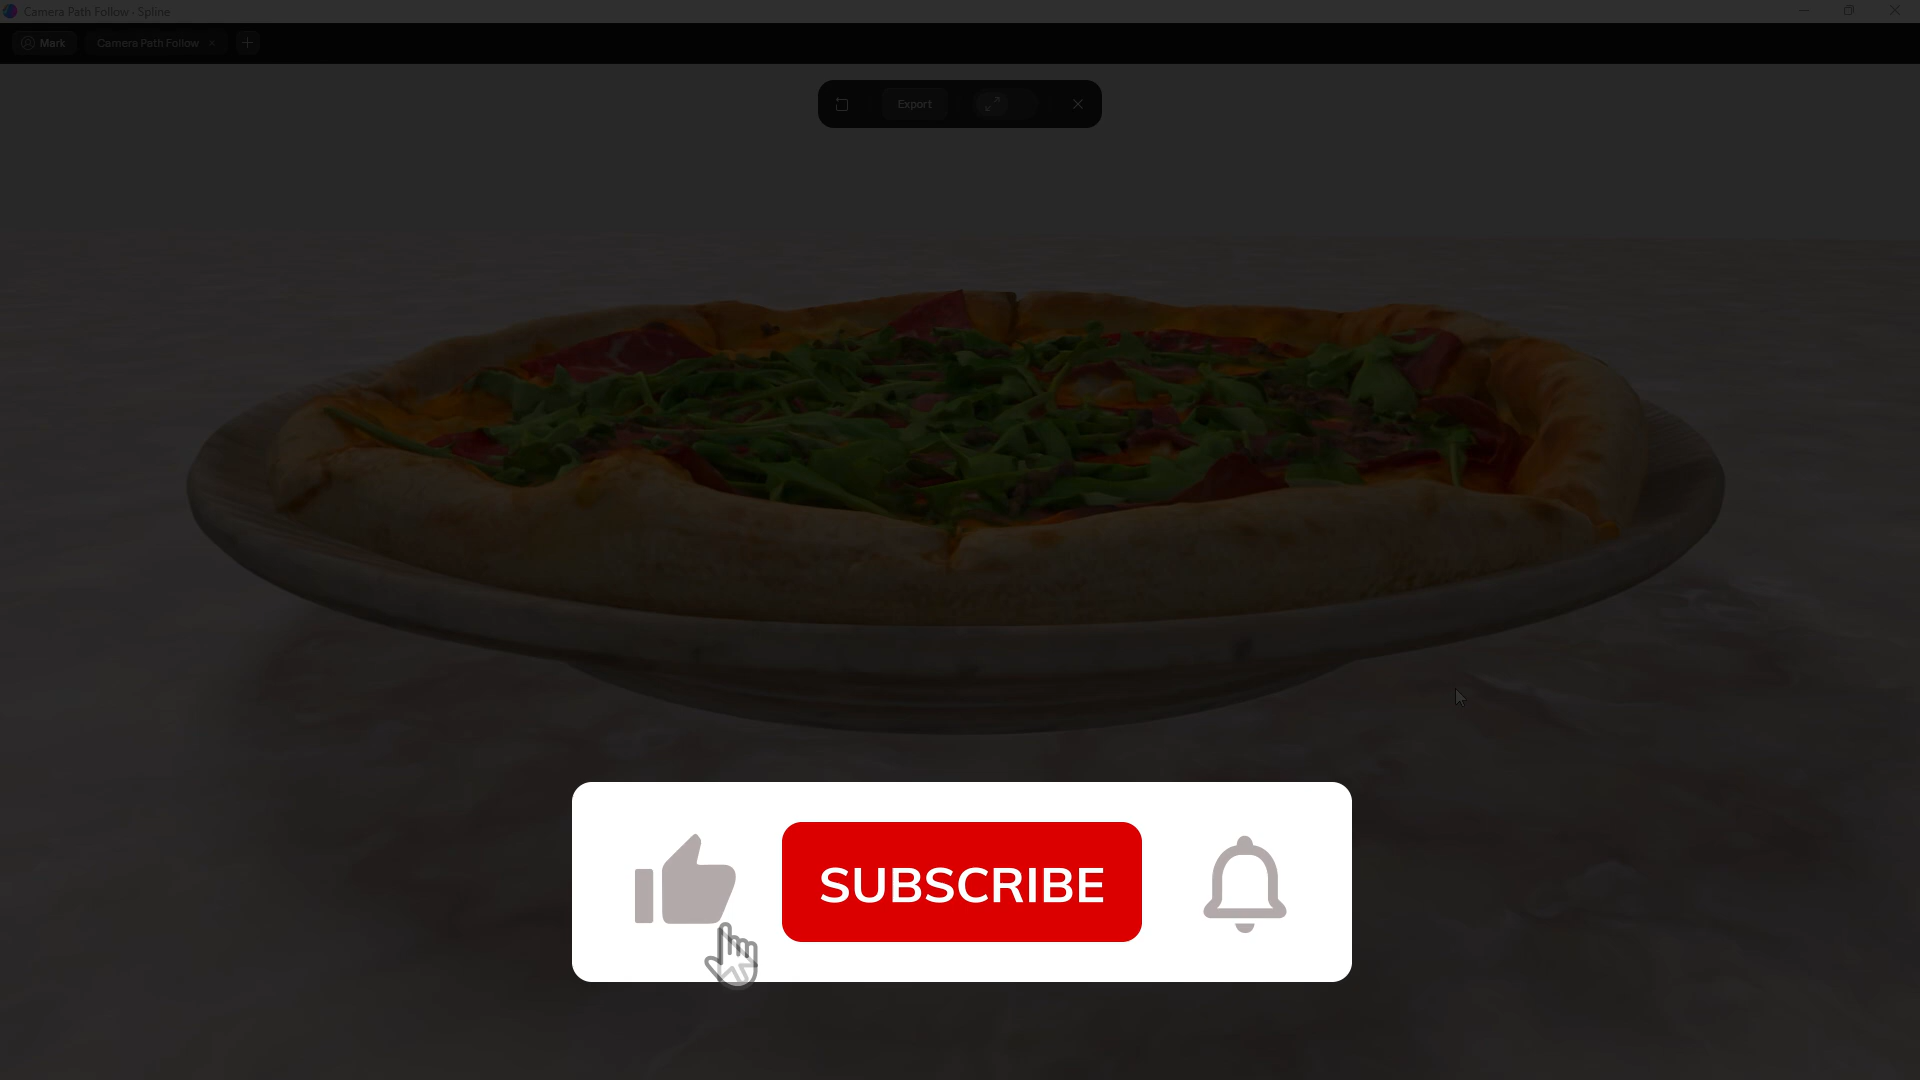 Camera Path Follow - Spline
Mark
Camera Path Follow
Export
SUBSCRIBE